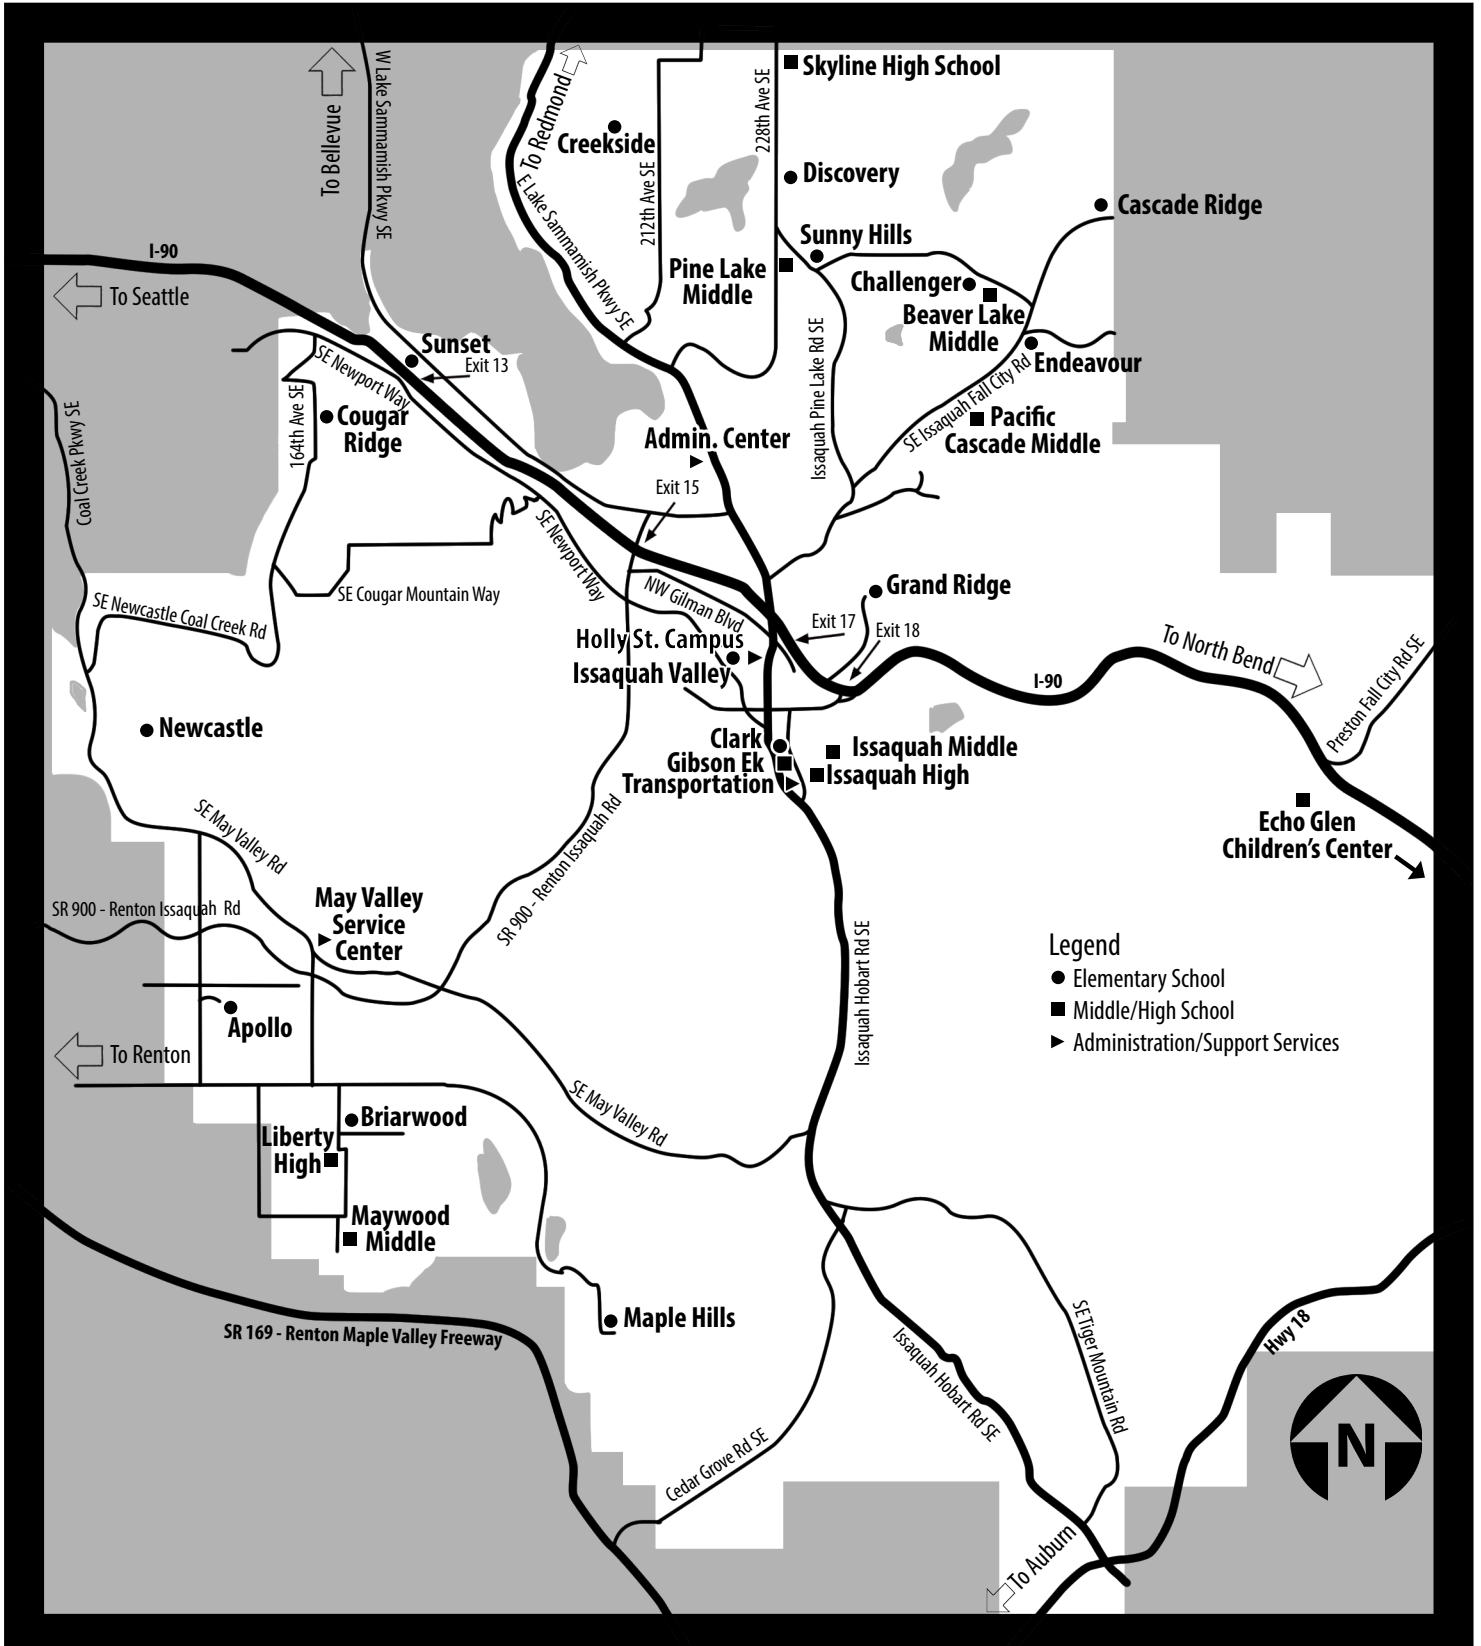 Skyline High School
W Lake Sammamish Pkwy SE
To Bellevue
To Redmond
228th Ave SE
Creekside
Discovery
E Lake Sammamish Pkwy SE
212th Ave SE
Cascade Ridge
Sunny Hills
I-90
To Seattle
Pine Lake
Middle
Challenger
Beaver Lake
Middle
Sunset
Exit 13
SE Newport Way
Issaquah Pine Lake Rd SE
Endeavour
SE Issaquah Fall City Rd
164th Ave SE
Cougar
Ridge
Coal Creek Pkwy SE
Pacific
Cascade Middle
Admin. Center
Exit 15
SE Newport Way
SE Cougar Mountain Way
NW Gilman Blvd
Grand Ridge
SE Newcastle Coal Creek Rd
Exit 17
Exit 18
Holly St. Campus
Issaquah Valley
To North Bend
I-90
Preston Fall City Rd SE
Newcastle
Clark
Gibson Ek
Transportation
Issaquah Middle
Issaquah High
Echo Glen
Children's Center
SE May Valley Rd
SR 900 - Renton Issaquah Rd
May Valley
Service
Center
SR 900 - Renton Issaquah Rd
Issaquah Hobart Rd SE
Legend
Elementary School
Middle/High School
Administration/Support Services
Apollo
To Renton
SE May Valley Rd
Briarwood
Liberty
High
Maywood
Middle
Maple Hills
SR 169 - Renton Maple Valley Freeway
SE Tiger Mountain Rd
Hwy 18
Issaquah Hobart Rd SE
Cedar Grove Rd SE
N
To Auburn